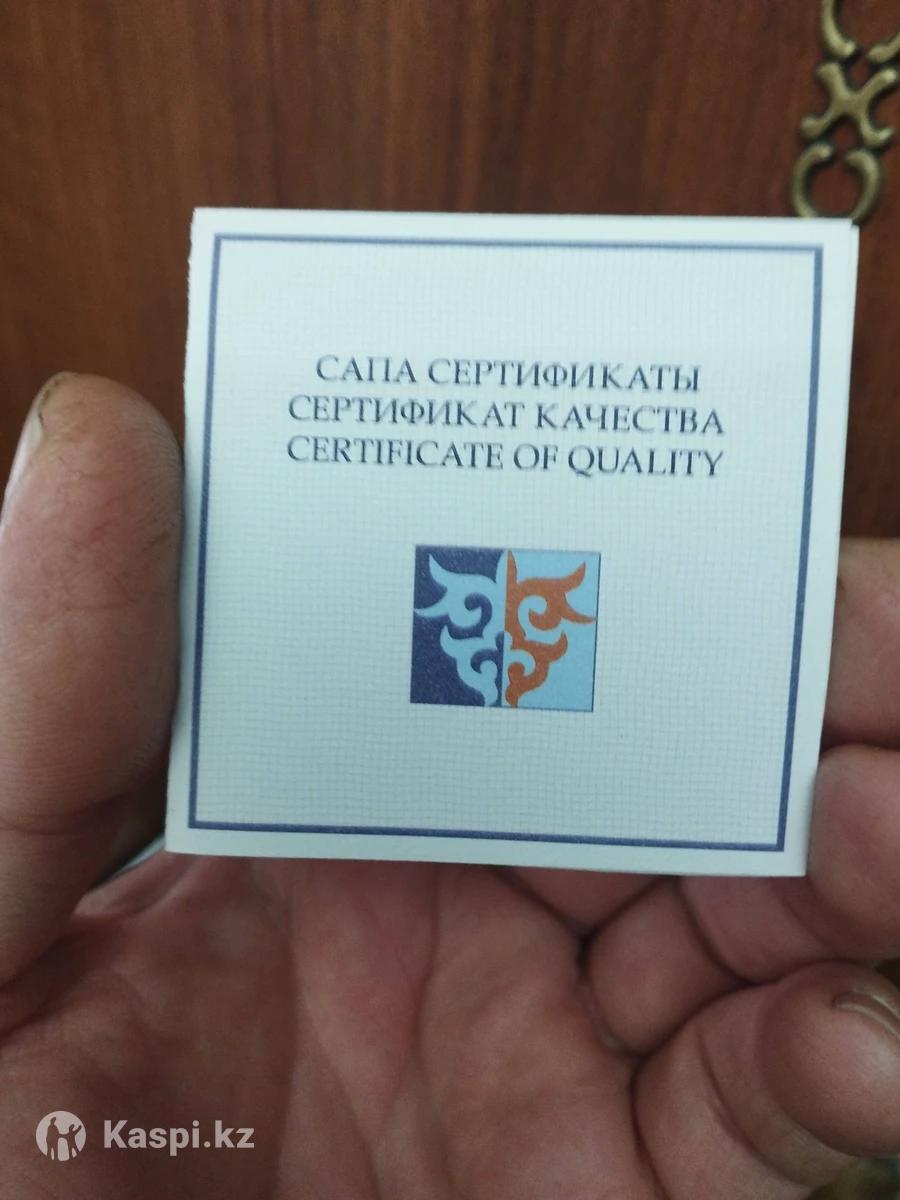 САПА СЕРТИФИКАТЫ
СЕРТИФИКАТ КАЧЕСТВА
CERTIFICATE OF QUALITY
Kaspi.kz